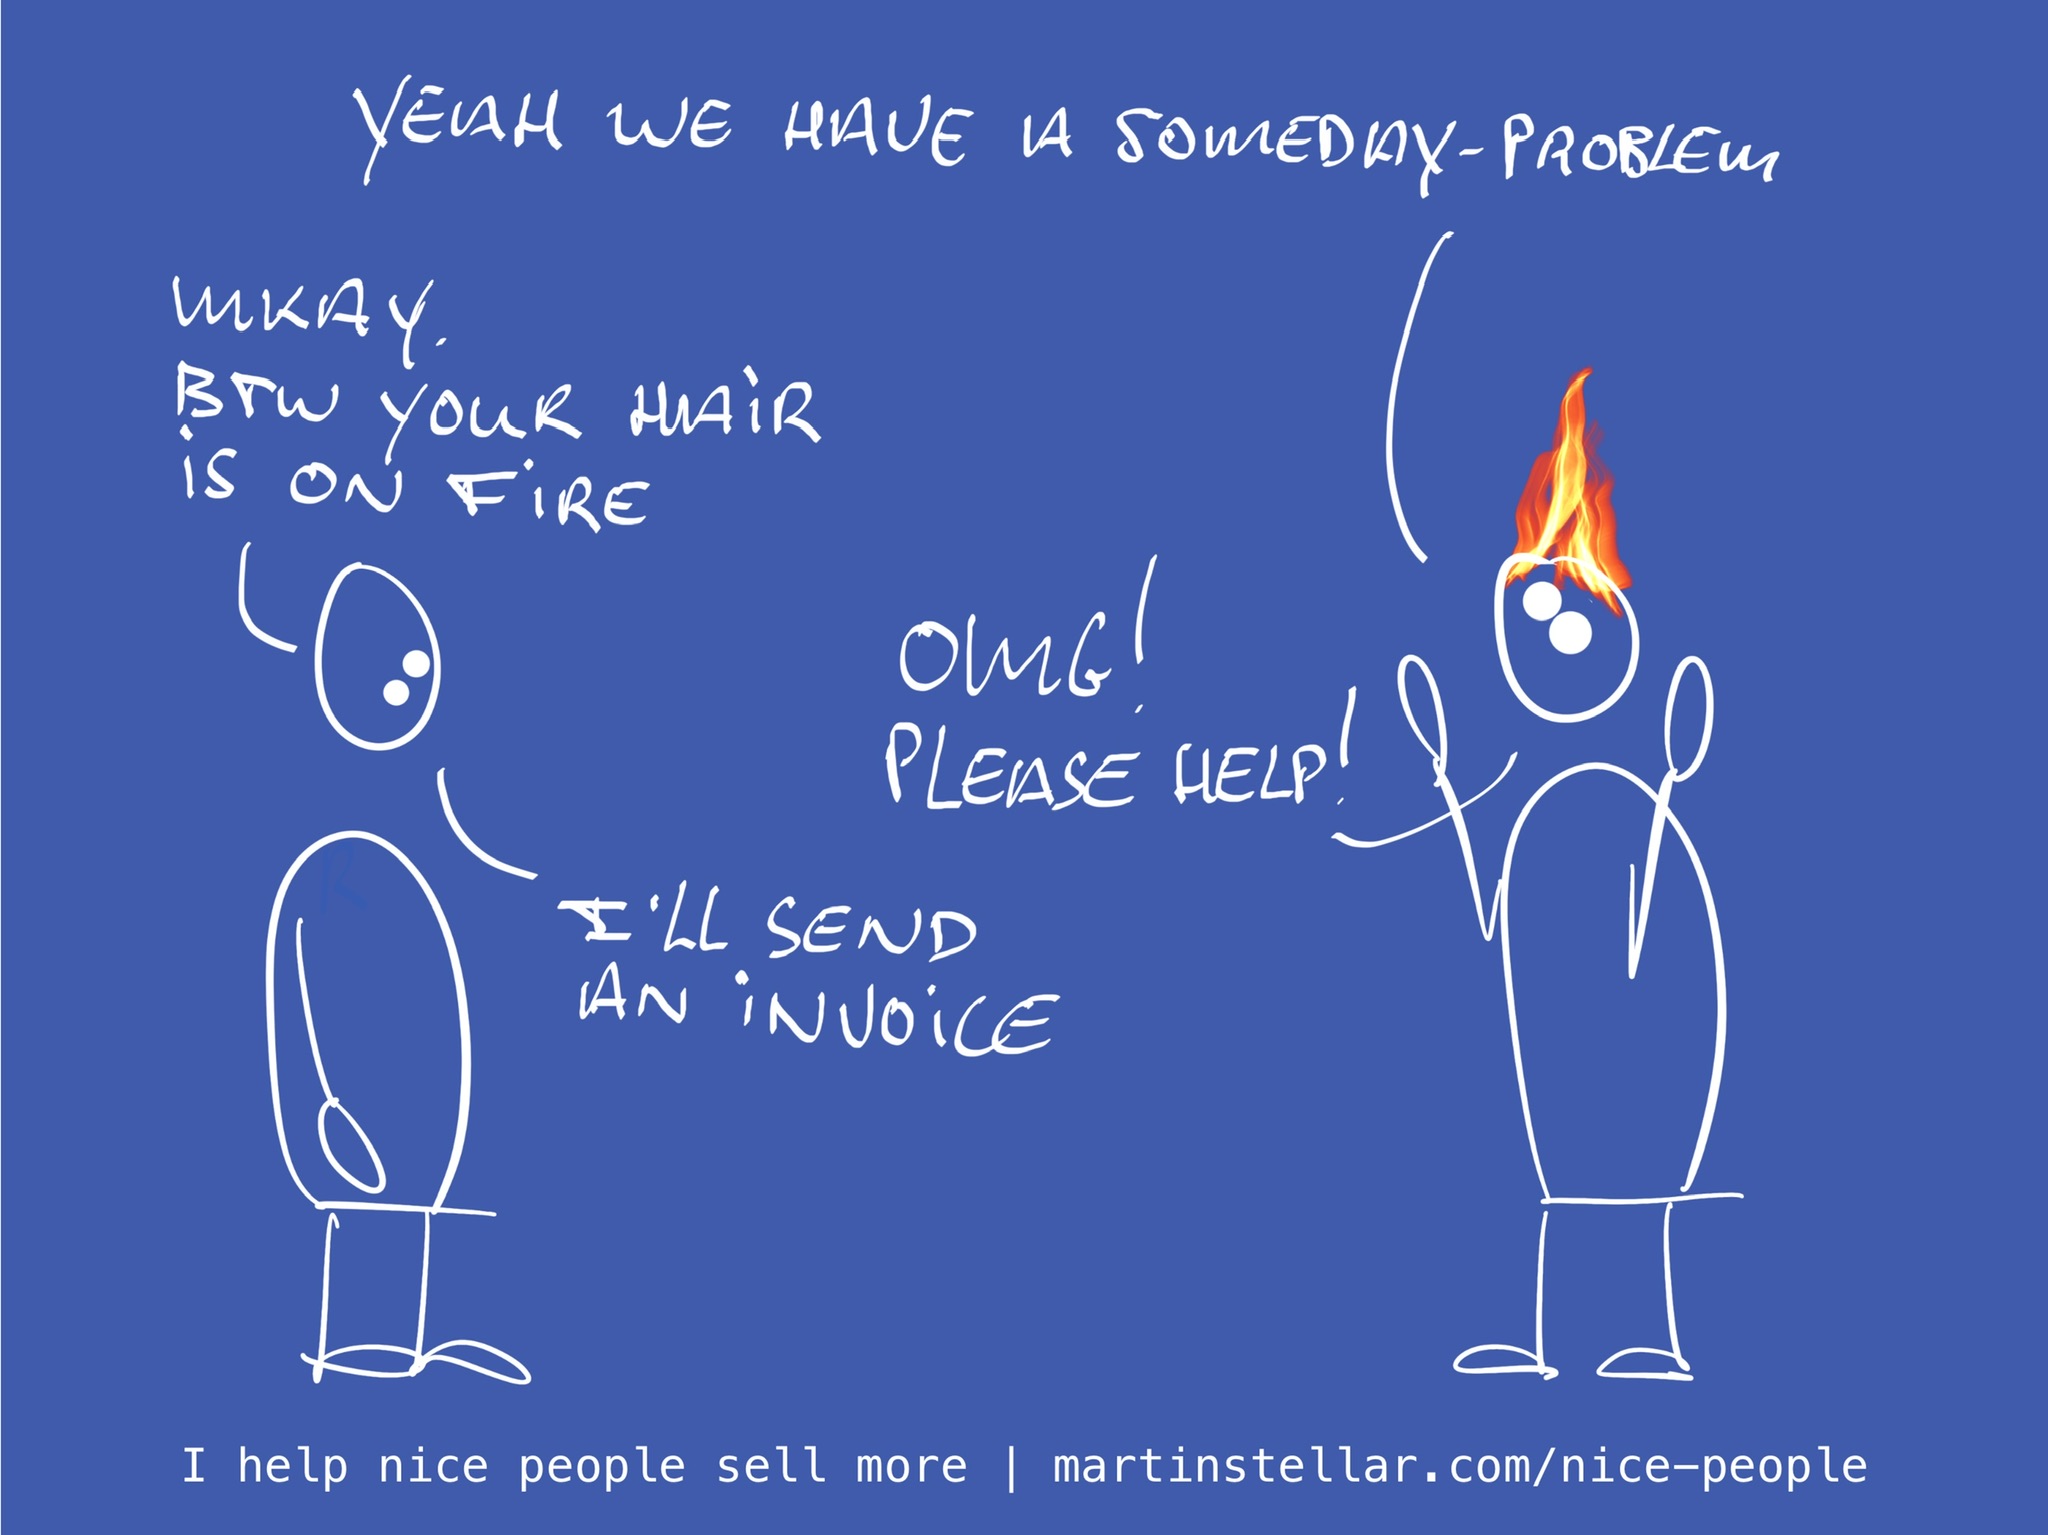 YEAH WE HAVE A SOMEDAY-PROBLEM
MKAY.
BTW YOUR HAIR
IS ON FIRE
OMG!
PLEASE HELP!
I'LL SEND
AN INVOICE
I help nice people sell more | martinstellar.com/nice-people